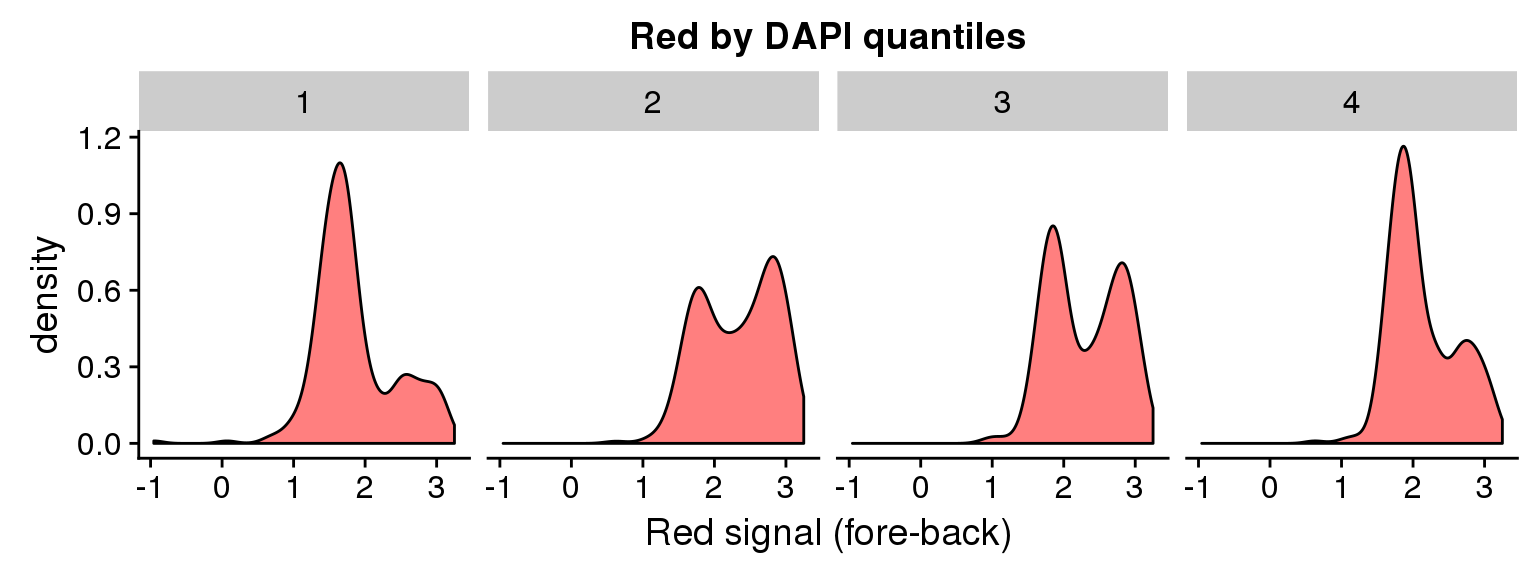 Red by DAPI quantiles
1 2 3 4
density
1.2
0.9
0.6
0.3
0.0
-1 0 1 2 3 -1 0 1 2 3 -1 0 1 2 3 -1 0 1 2 3
Red signal (fore-back)